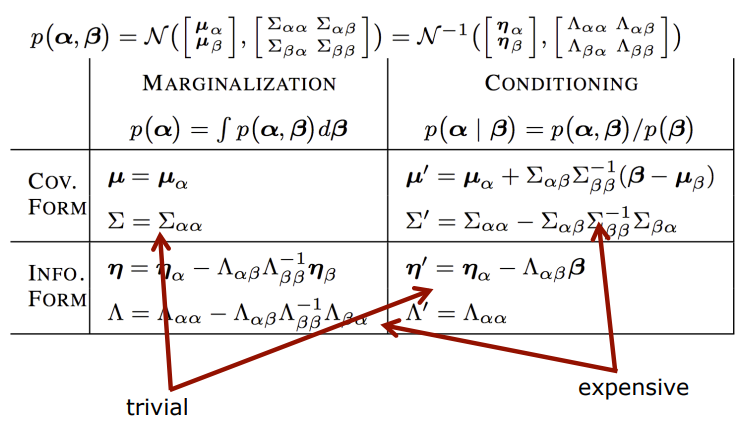 p(α, β) = 𝒩([μ_α μ_β], [Σ_αα Σ_αβ Σ_βα Σ_ββ]) = 𝒩⁻¹([η_α η_β], [Λ_αα Λ_αβ Λ_βα Λ_ββ])
MARGINALIZATION CONDITIONING
p(α) = ∫ p(α, β)dβ p(α | β) = p(α, β)/p(β)
COV. FORM μ = μ_α μ′ = μ_α + Σ_αβ Σ_ββ⁻¹(β − μ_β)
Σ = Σ_αα Σ′ = Σ_αα − Σ_αβ Σ_ββ⁻¹ Σ_βα
INFO. FORM η = η_α − Λ_αβ Λ_ββ⁻¹ η_β η′ = η_α − Λ_αβ β
Λ = Λ_αα − Λ_αβ Λ_ββ⁻¹ Λ_βα Λ′ = Λ_αα
expensive
trivial